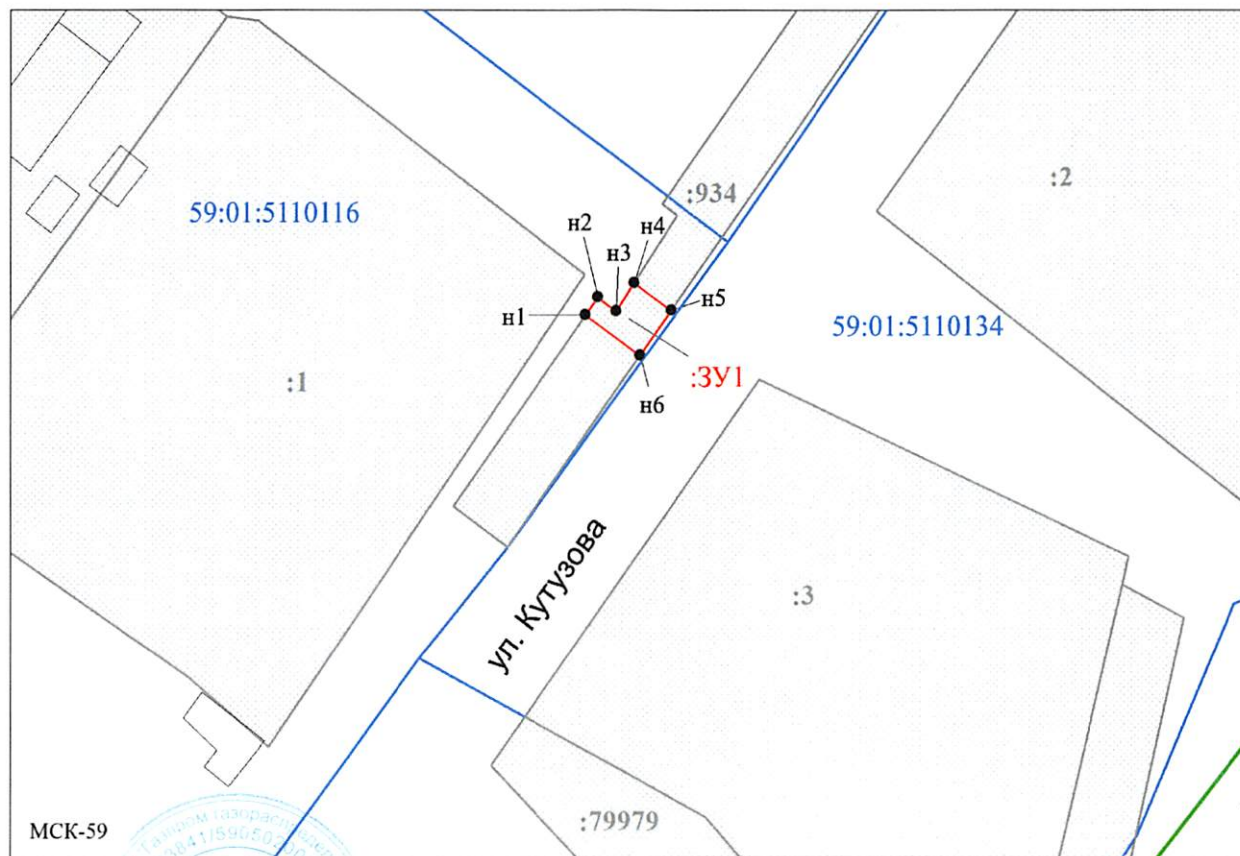 :2
:934
59:01:5110116
н2
н4
н3
н5
н1
59:01:5110134
:ЗУ1
:1
н6
ул. Кутузова
:3
:79979
МСК-59